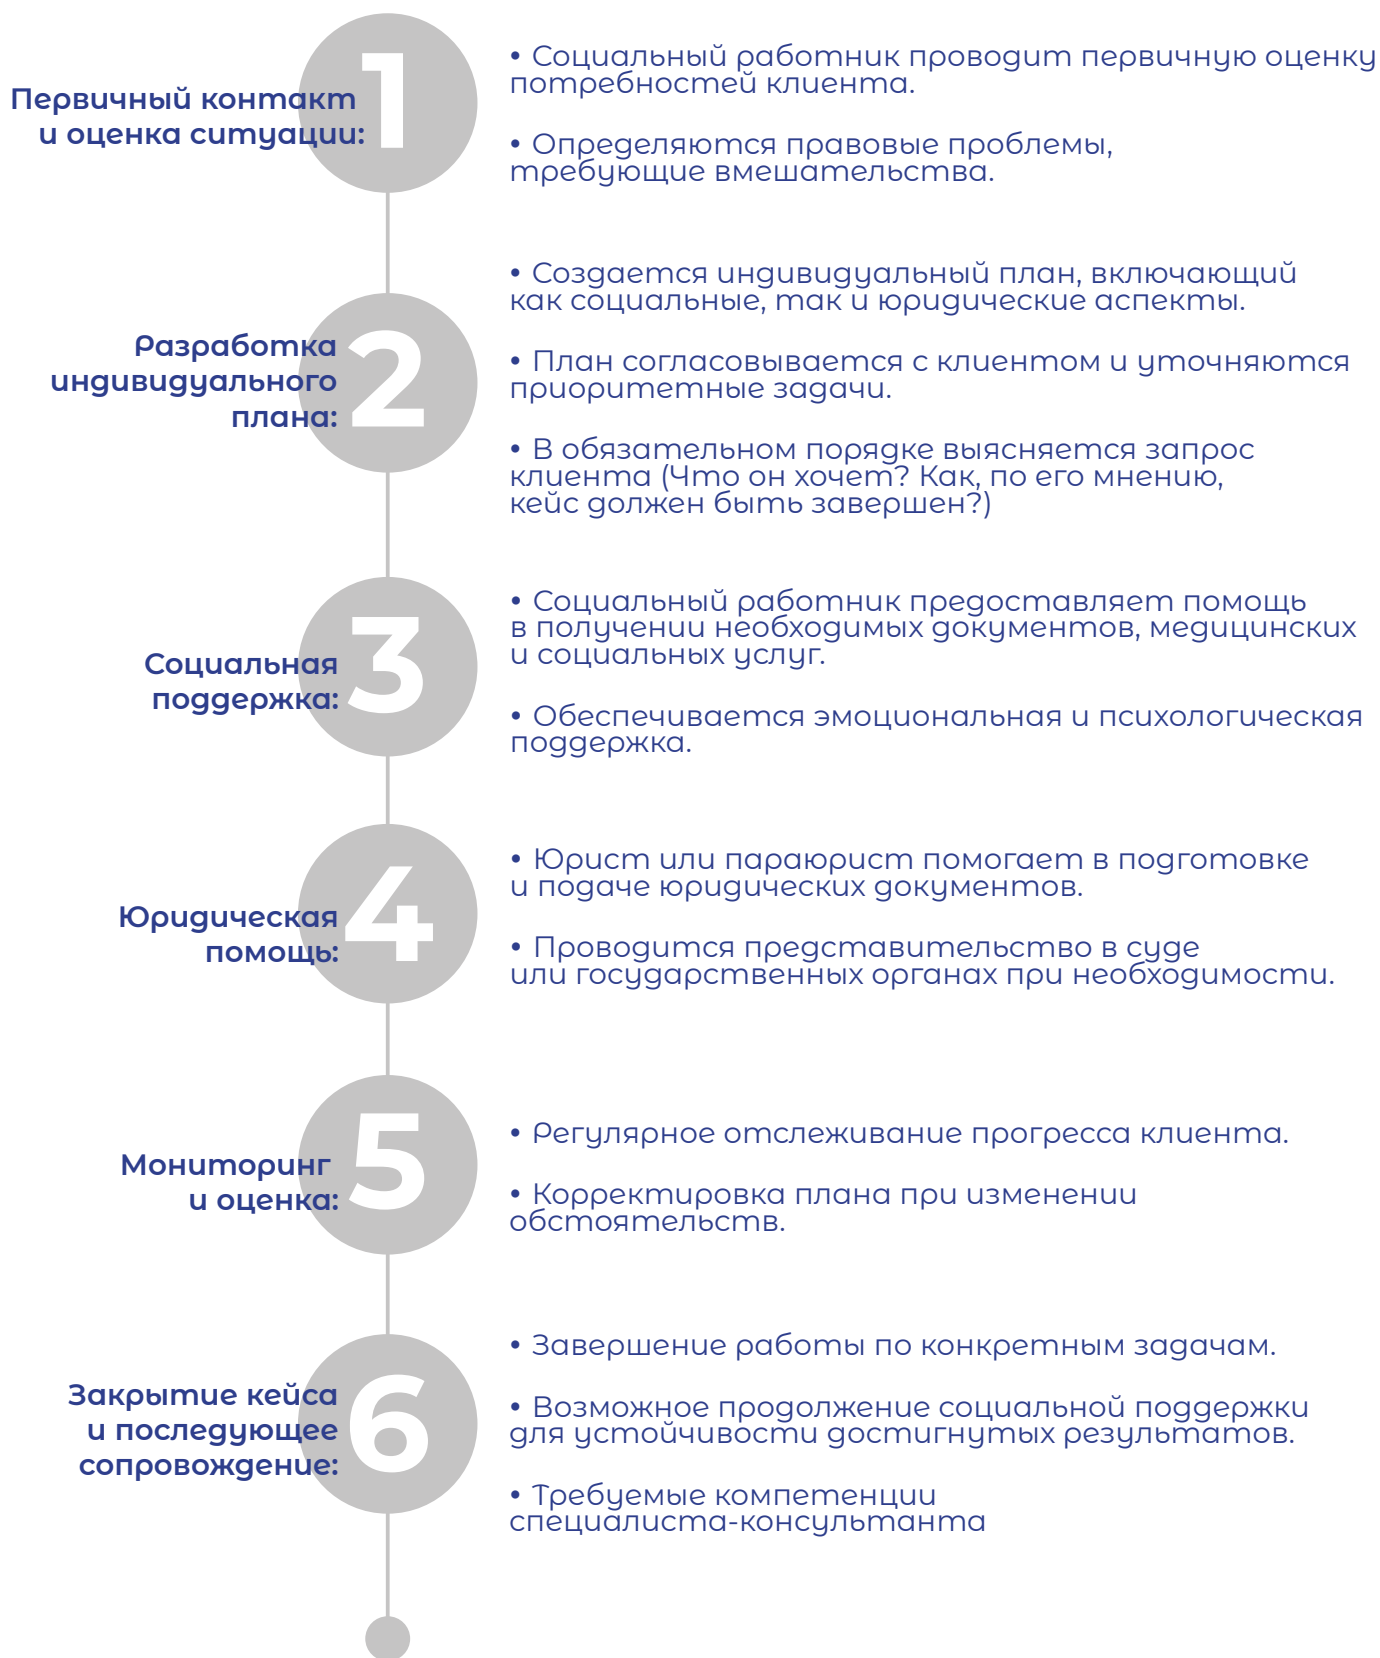 1
Первичный контакт
и оценка ситуации:
• Социальный работник проводит первичную оценку
потребностей клиента.
• Определяются правовые проблемы,
требующие вмешательства.
2
Разработка
индивидуального
плана:
• Создается индивидуальный план, включающий
как социальные, так и юридические аспекты.
• План согласовывается с клиентом и уточняются
приоритетные задачи.
• В обязательном порядке выясняется запрос
клиента (Что он хочет? Как, по его мнению,
кейс должен быть завершен?)
3
Социальная
поддержка:
• Социальный работник предоставляет помощь
в получении необходимых документов, медицинских
и социальных услуг.
• Обеспечивается эмоциональная и психологическая
поддержка.
4
Юридическая
помощь:
• Юрист или параюрист помогает в подготовке
и подаче юридических документов.
• Проводится представительство в суде
или государственных органах при необходимости.
5
Мониторинг
и оценка:
• Регулярное отслеживание прогресса клиента.
• Корректировка плана при изменении
обстоятельств.
6
Закрытие кейса
и последующее
сопровождение:
• Завершение работы по конкретным задачам.
• Возможное продолжение социальной поддержки
для устойчивости достигнутых результатов.
• Требуемые компетенции
специалиста-консультанта